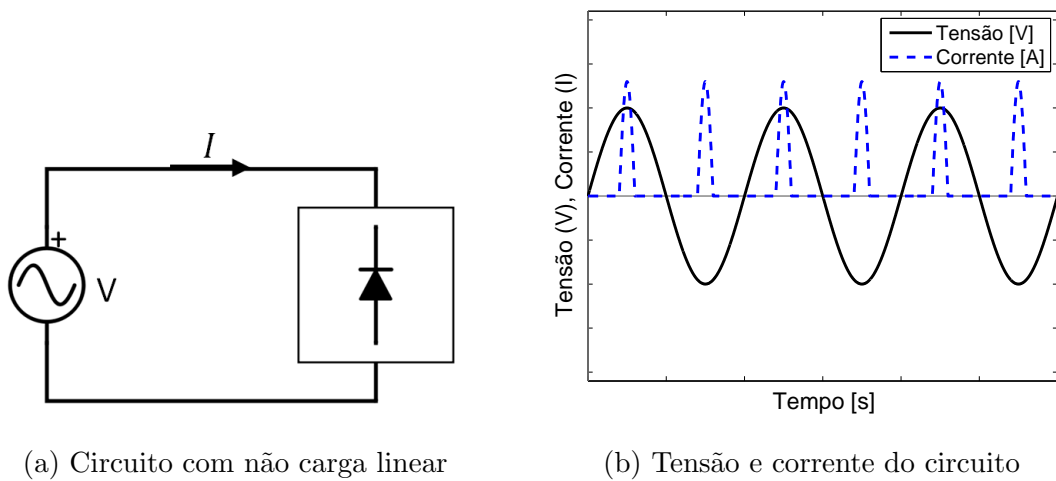 I
+
V
Tensão [V]
Corrente [A]
Tensão (V), Corrente (I)
Tempo [s]
(a) Circuito com não carga linear
(b) Tensão e corrente do circuito